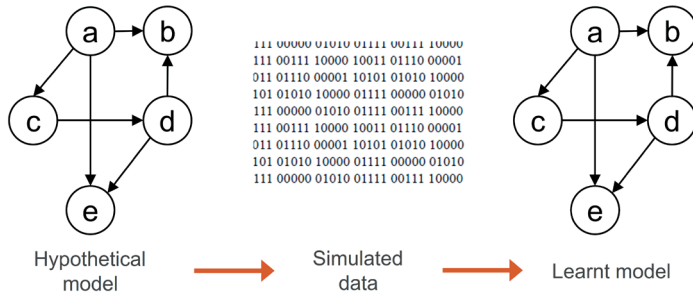 a
b
c
d
e
111 00000 01010 01111 00111 10000
111 00111 10000 10011 01110 00001
011 01110 00001 10101 01010 10000
101 01010 10000 01111 00000 01010
111 00000 01010 01111 00111 10000
111 00111 10000 10011 01110 00001
011 01110 00001 10101 01010 10000
101 01010 10000 01111 00000 01010
111 00000 01010 01111 00111 10000
a
b
c
d
e
Hypothetical
model
Simulated
data
Learnt model